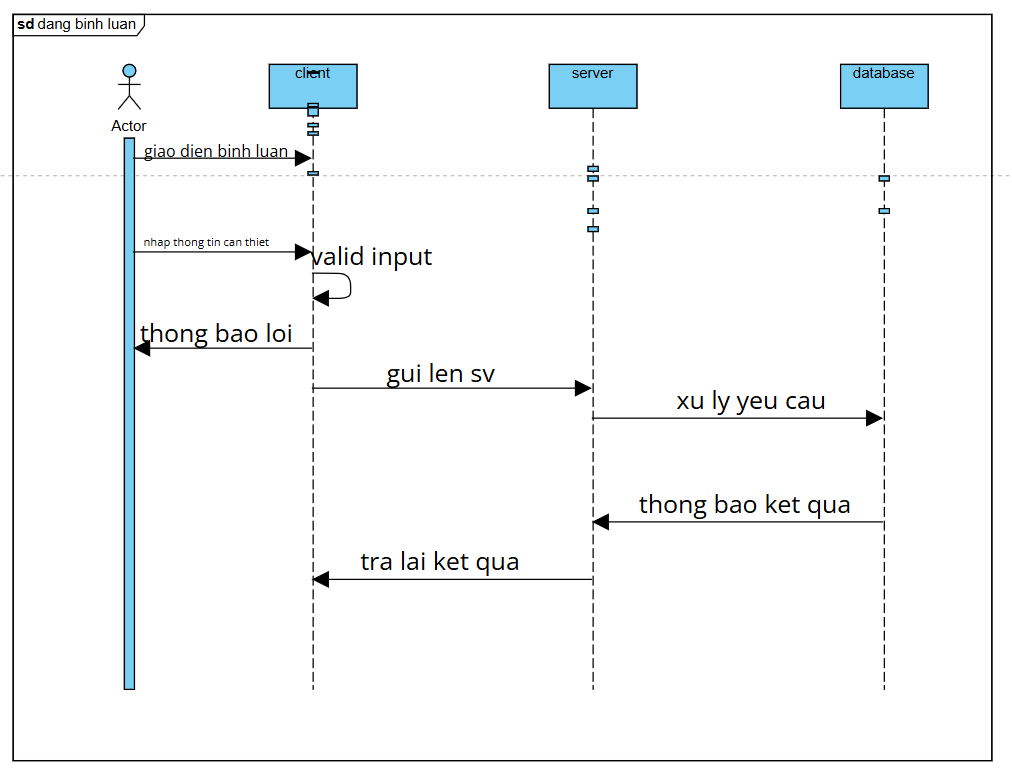 sd dang binh luan
client
server
database
Actor
giao dien binh luan
nhap thong tin can thiet
valid input
thong bao loi
gui len sv
xu ly yeu cau
thong bao ket qua
tra lai ket qua